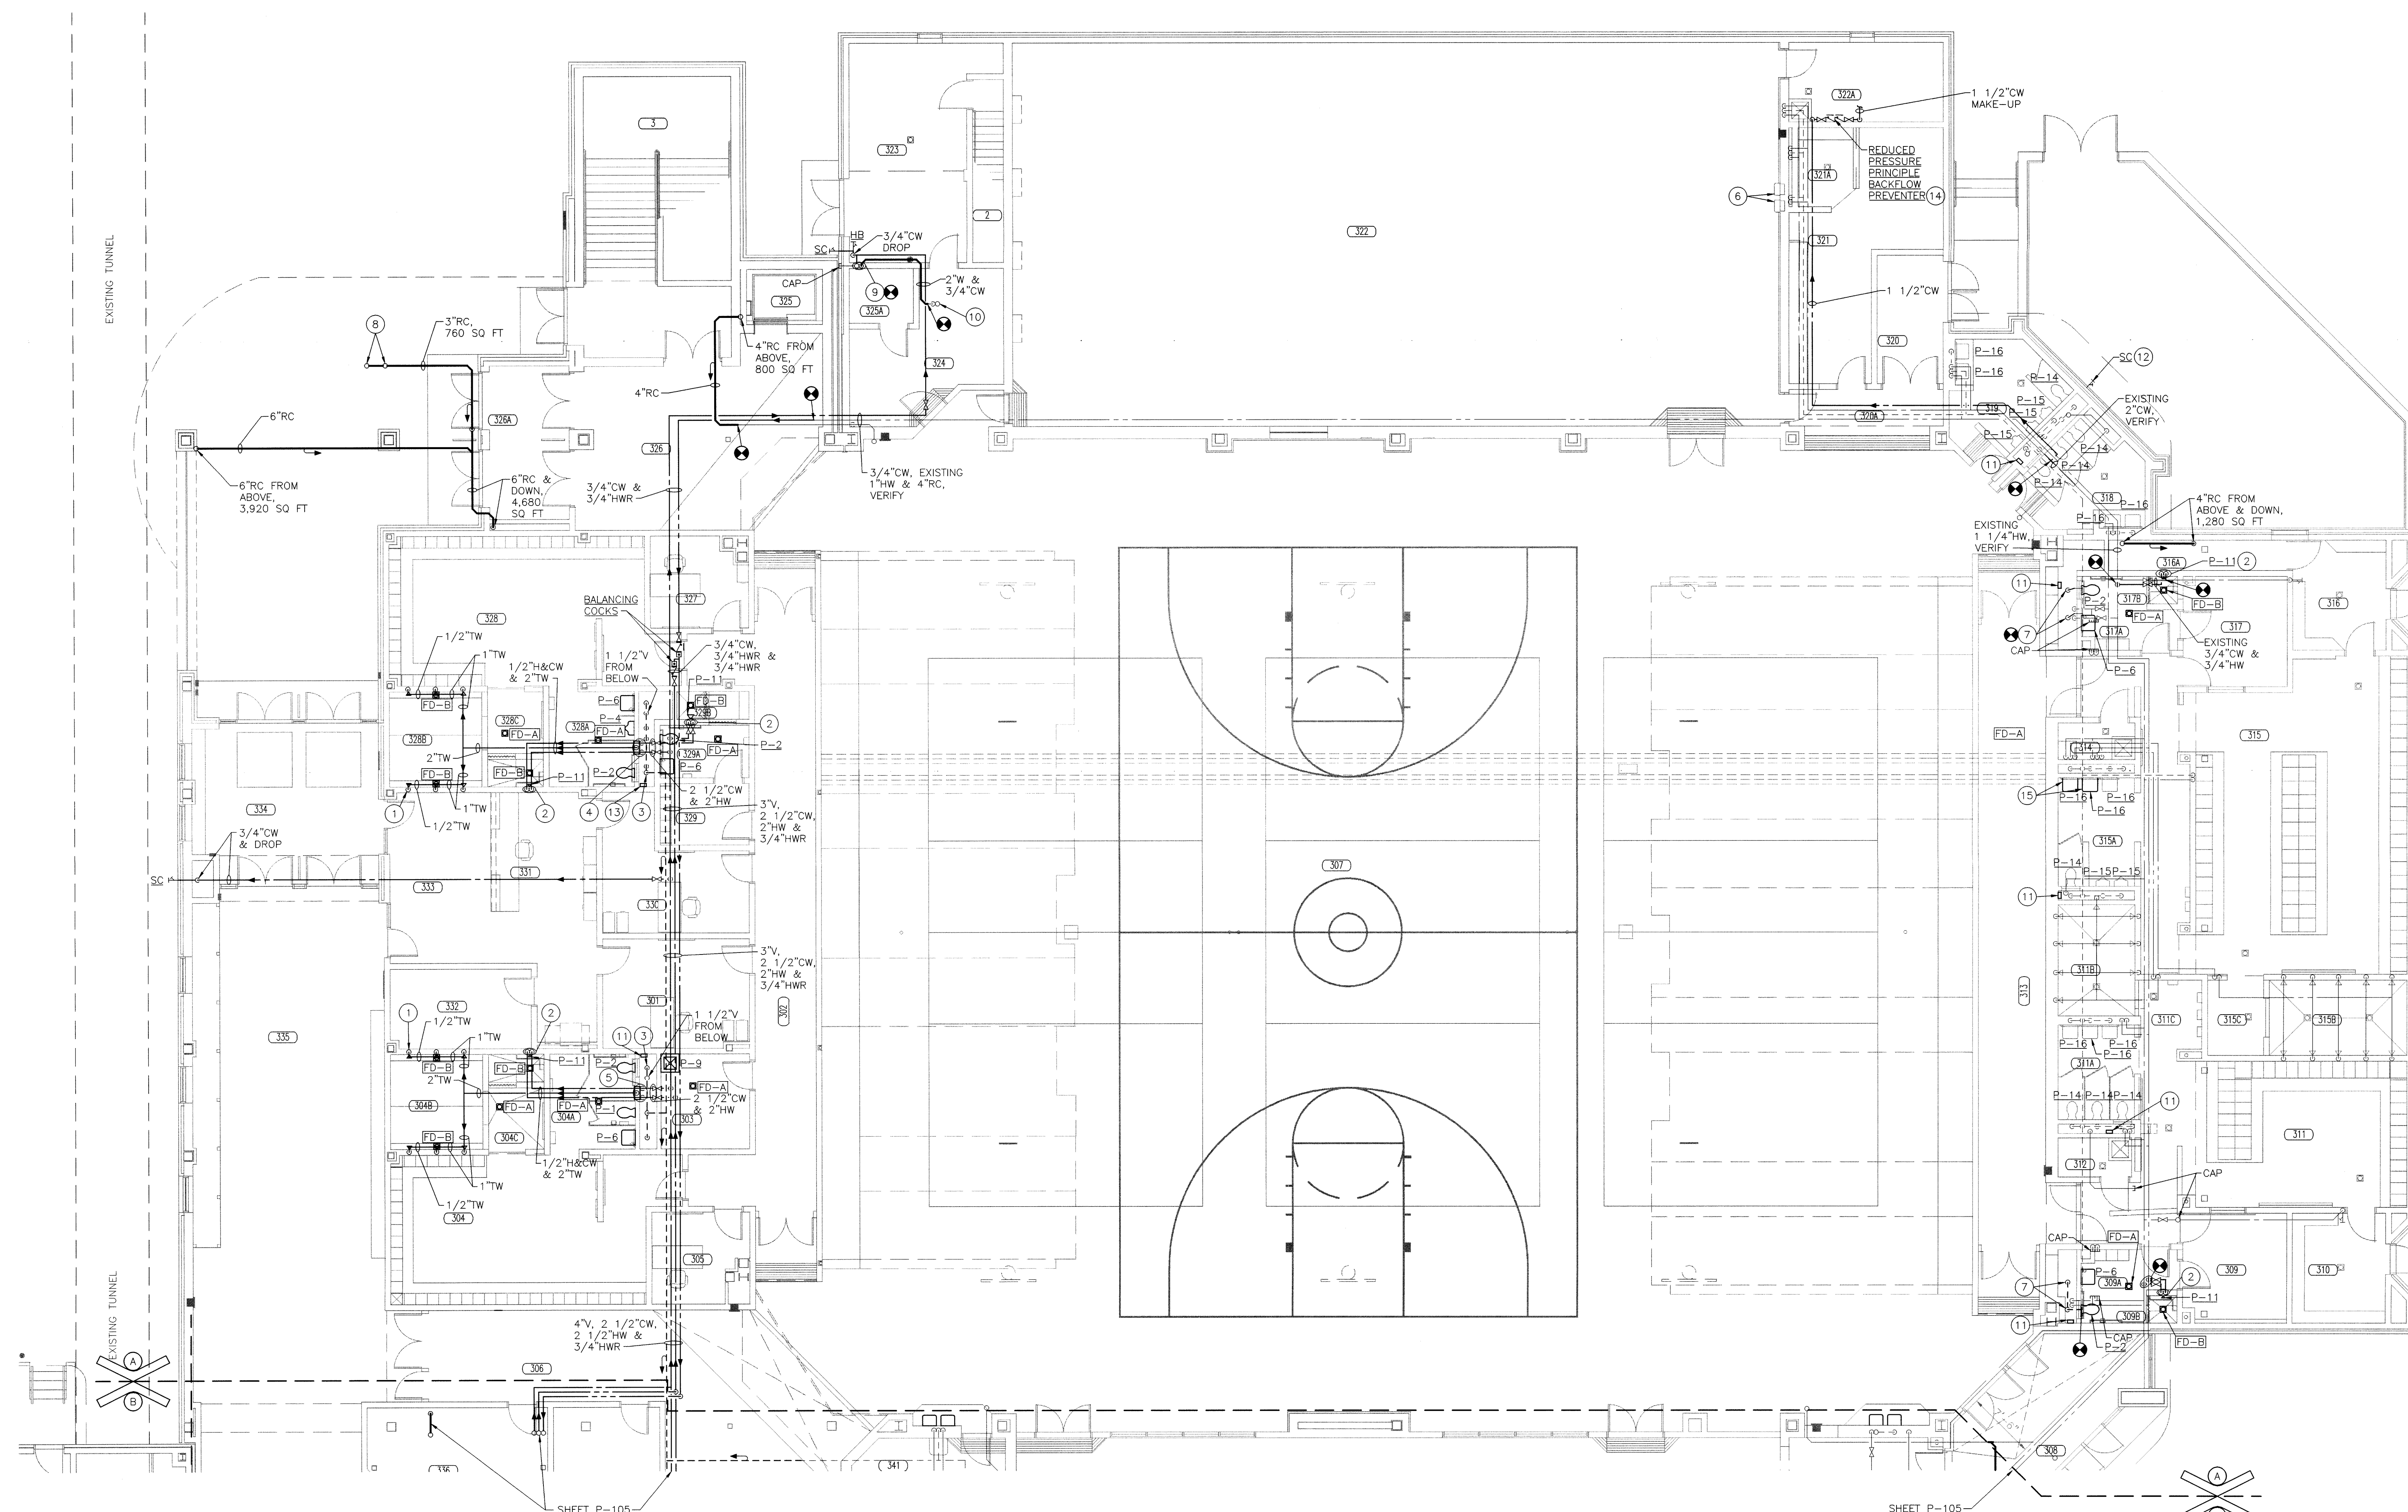 EXISTING TUNNEL
3
323
2
322
322A
1 1/2"CW
MAKE-UP
REDUCED
PRESSURE
PRINCIPLE
BACKFLOW
PREVENTER
14
321A
6
321
1 1/2"CW
320
HB
SC
3/4"CW
DROP
CAP
9
2"W &
3/4"CW
325
325A
10
324
8
3"RC,
760 SQ FT
4"RC FROM
ABOVE,
800 SQ FT
4"RC
6"RC
326A
326
6"RC FROM
ABOVE,
3,920 SQ FT
6"RC &
DOWN,
4,680
SQ FT
3/4"CW &
3/4"HWR
3/4"CW, EXISTING
1"HW & 4"RC,
VERIFY
P-16
P-16
SC
12
P-14
P-15
P-15
P-15
319
320A
EXISTING
2"CW,
VERIFY
P-14
P-14
P-14
11
318
P-16
P-16
4"RC FROM
ABOVE & DOWN,
1,280 SQ FT
EXISTING
1 1/4"HW,
VERIFY
316A
P-11
2
11
P-2
317B
FD-B
FD-A
316
317
7
317A
CAP
P-6
EXISTING
3/4"CW &
3/4"HW
BALANCING
COCKS
327
328
1/2"TW
1"TW
1/2"H&CW
& 2"TW
1 1/2"V
FROM
BELOW
3/4"CW,
3/4"HWR &
3/4"HWR
P-11
FD-B
329B
P-6
P-4
FD-B
328C
FD-A
328A
FD-A
2
P-2
FD-A
328B
329A
P-6
2"TW
FD-B
FD-B
P-11
P-2
2 1/2"CW
& 2"HW
1
1"TW
1/2"TW
2
4
13
3
329
3"V,
2 1/2"CW,
2"HW &
3/4"HWR
334
3/4"CW
& DROP
SC
333
331
330
307
FD-A
314
315
15
P-16
P-16
P-16
315A
P-14
P-15
P-15
11
3"V,
2 1/2"CW,
2"HW &
3/4"HWR
301
302
313
311B
311C
315C
315B
335
332
1
1/2"TW
1"TW
2
11
3
1 1/2"V
FROM
BELOW
FD-B
P-11
FD-B
P-2
P-9
2"TW
5
FD-A
304B
FD-A
FD-A
P-1
2 1/2"CW
& 2"HW
304A
303
FD-B
304C
P-6
1"TW
1/2"H&CW
& 2"TW
1/2"TW
304
305
P-16
P-16
P-16
311A
P-14
P-14
P-14
11
311
312
CAP
CAP
FD-A
P-6
309A
309
310
2
7
P-11
309B
11
CAP
P-2
FD-B
EXISTING TUNNEL
A
B
4"V, 2 1/2"CW,
2 1/2"HW &
3/4"HWR
306
336
341
308
SHEET P-105
SHEET P-105
A